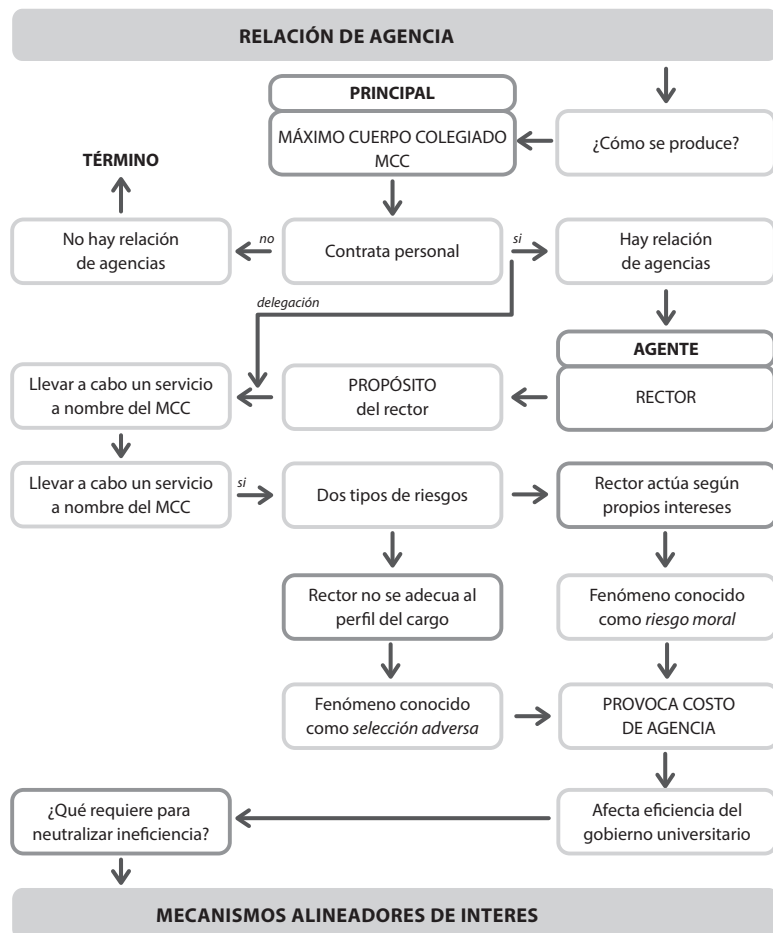 RELACIÓN DE AGENCIA
PRINCIPAL
MÁXIMO CUERPO COLEGIADO
MCC
¿Cómo se produce?
TÉRMINO
No hay relación
de agencias
no
Contrata personal
si
Hay relación
de agencias
delegación
AGENTE
RECTOR
PROPÓSITO
del rector
Llevar a cabo un servicio
a nombre del MCC
Llevar a cabo un servicio
a nombre del MCC
si
Dos tipos de riesgos
Rector actúa según
propios intereses
Rector no se adecua al
perfil del cargo
Fenómeno conocido
como riesgo moral
Fenómeno conocido
como selección adversa
PROVOCA COSTO
DE AGENCIA
Afecta eficiencia del
gobierno universitario
¿Qué requiere para
neutralizar ineficiencia?
MECANISMOS ALINEADORES DE INTERES